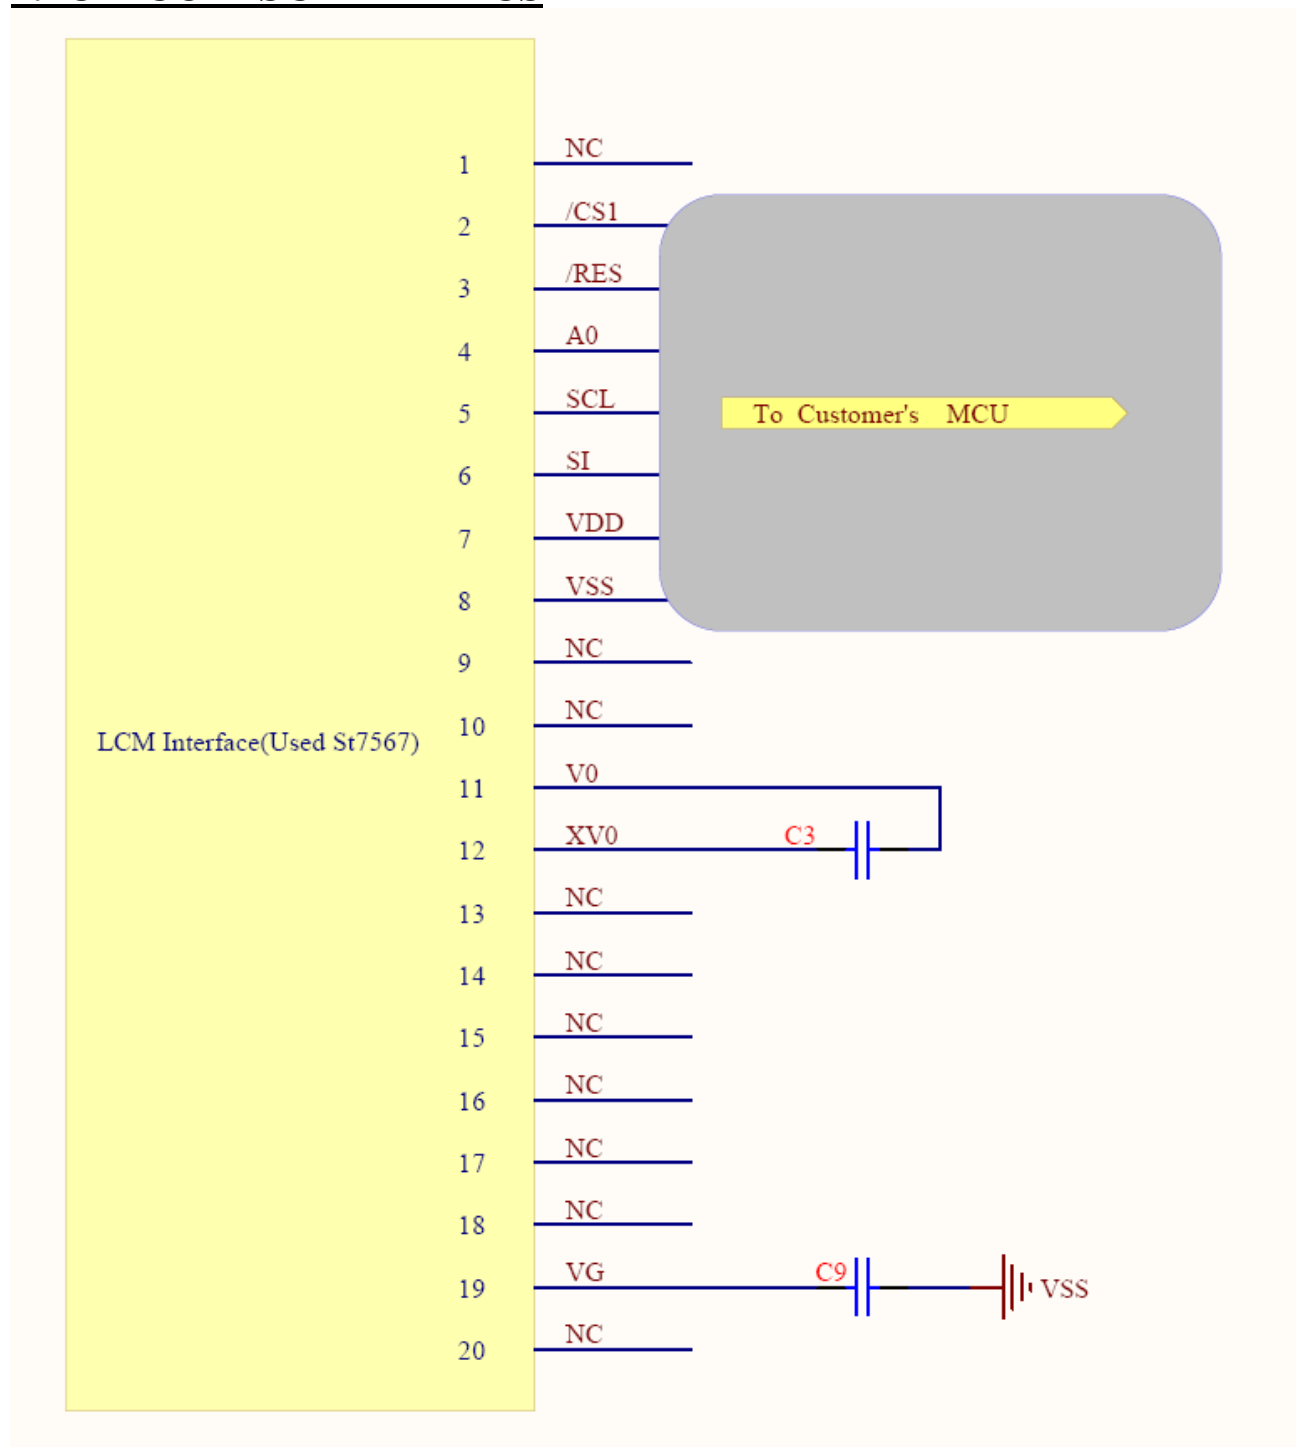 1 NC
2 /CS1
3 /RES
4 A0
5 SCL
To Customer's MCU
6 SI
7 VDD
8 VSS
9 NC
10 NC
LCM Interface(Used St7567)
11 V0
12 XV0 C3
13 NC
14 NC
15 NC
16 NC
17 NC
18 NC
19 VG C9 VSS
20 NC